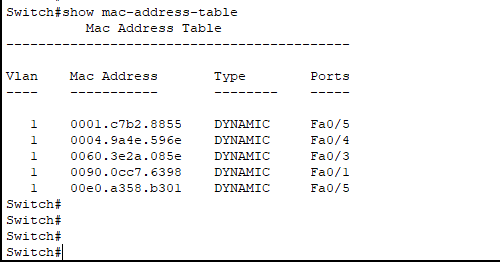 Switch#show mac-address-table
Mac Address Table
-------------------------------------------
Vlan    Mac Address       Type        Ports
----    -----------       --------    -----
1    0001.c7b2.8855    DYNAMIC     Fa0/5
1    0004.9a4e.596e    DYNAMIC     Fa0/4
1    0060.3e2a.085e    DYNAMIC     Fa0/3
1    0090.0cc7.6398    DYNAMIC     Fa0/1
1    00e0.a358.b301    DYNAMIC     Fa0/5
Switch#
Switch#
Switch#
Switch#